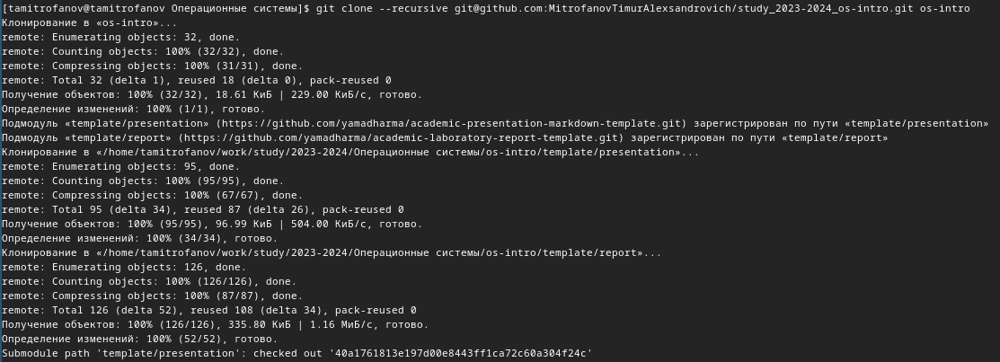 [tamitrofanov@tamitrofanov Операционные системы]$ git clone --recursive git@github.com:MitrofanovTimurAlexsandrovich/study_2023-2024_os-intro.git os-intro
Клонирование в «os-intro»...
remote: Enumerating objects: 32, done.
remote: Counting objects: 100% (32/32), done.
remote: Compressing objects: 100% (31/31), done.
remote: Total 32 (delta 1), reused 18 (delta 0), pack-reused 0
Получение объектов: 100% (32/32), 18.61 КиБ | 229.00 КиБ/с, готово.
Определение изменений: 100% (1/1), готово.
Подмодуль «template/presentation» (https://github.com/yamadharma/academic-presentation-markdown-template.git) зарегистрирован по пути «template/presentation»
Подмодуль «template/report» (https://github.com/yamadharma/academic-laboratory-report-template.git) зарегистрирован по пути «template/report»
Клонирование в «/home/tamitrofanov/work/study/2023-2024/Операционные системы/os-intro/template/presentation»...
remote: Enumerating objects: 95, done.
remote: Counting objects: 100% (95/95), done.
remote: Compressing objects: 100% (67/67), done.
remote: Total 95 (delta 34), reused 87 (delta 26), pack-reused 0
Получение объектов: 100% (95/95), 96.99 КиБ | 504.00 КиБ/с, готово.
Определение изменений: 100% (34/34), готово.
Клонирование в «/home/tamitrofanov/work/study/2023-2024/Операционные системы/os-intro/template/report»...
remote: Enumerating objects: 126, done.
remote: Counting objects: 100% (126/126), done.
remote: Compressing objects: 100% (87/87), done.
remote: Total 126 (delta 52), reused 108 (delta 34), pack-reused 0
Получение объектов: 100% (126/126), 335.80 КиБ | 1.16 МиБ/с, готово.
Определение изменений: 100% (52/52), готово.
Submodule path 'template/presentation': checked out '40a1761813e197d00e8443ff1ca72c60a304f24c'